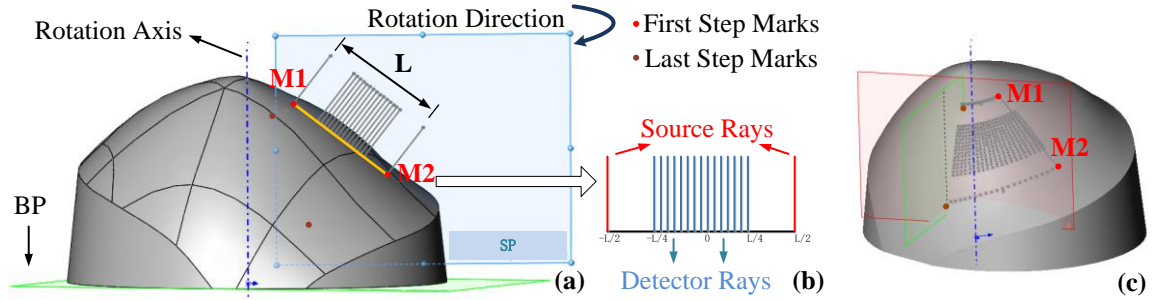 Rotation Axis
Rotation Direction
First Step Marks
Last Step Marks
L
M1
M2
BP
SP
(a)
Source Rays
-L/2
-L/4
0
L/4
L/2
Detector Rays
(b)
M1
M2
(c)